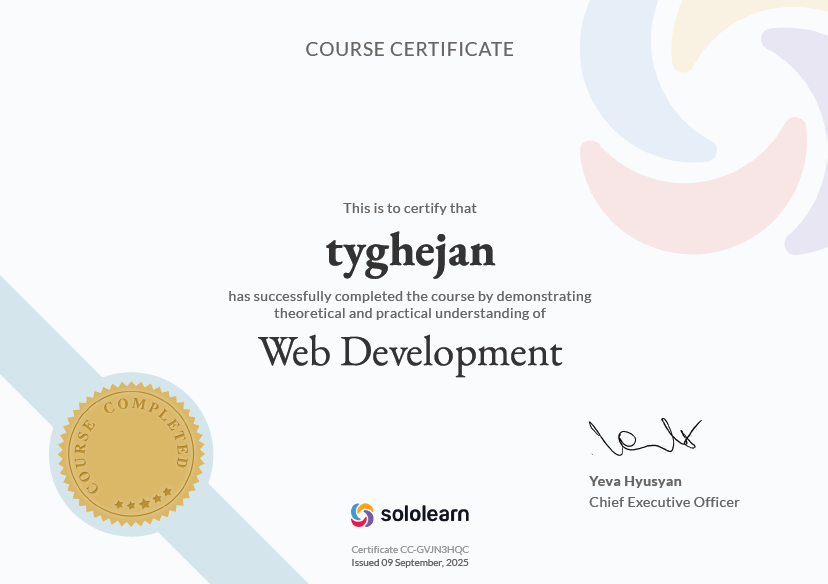 COURSE CERTIFICATE
This is to certify that
tyghejan
has successfully completed the course by demonstrating
theoretical and practical understanding of
Web Development
COURSE COMPLETED
Yeva Hyusyan
Chief Executive Officer
sololearn
Certificate CC-GVJN3HQC
Issued 09 September, 2025